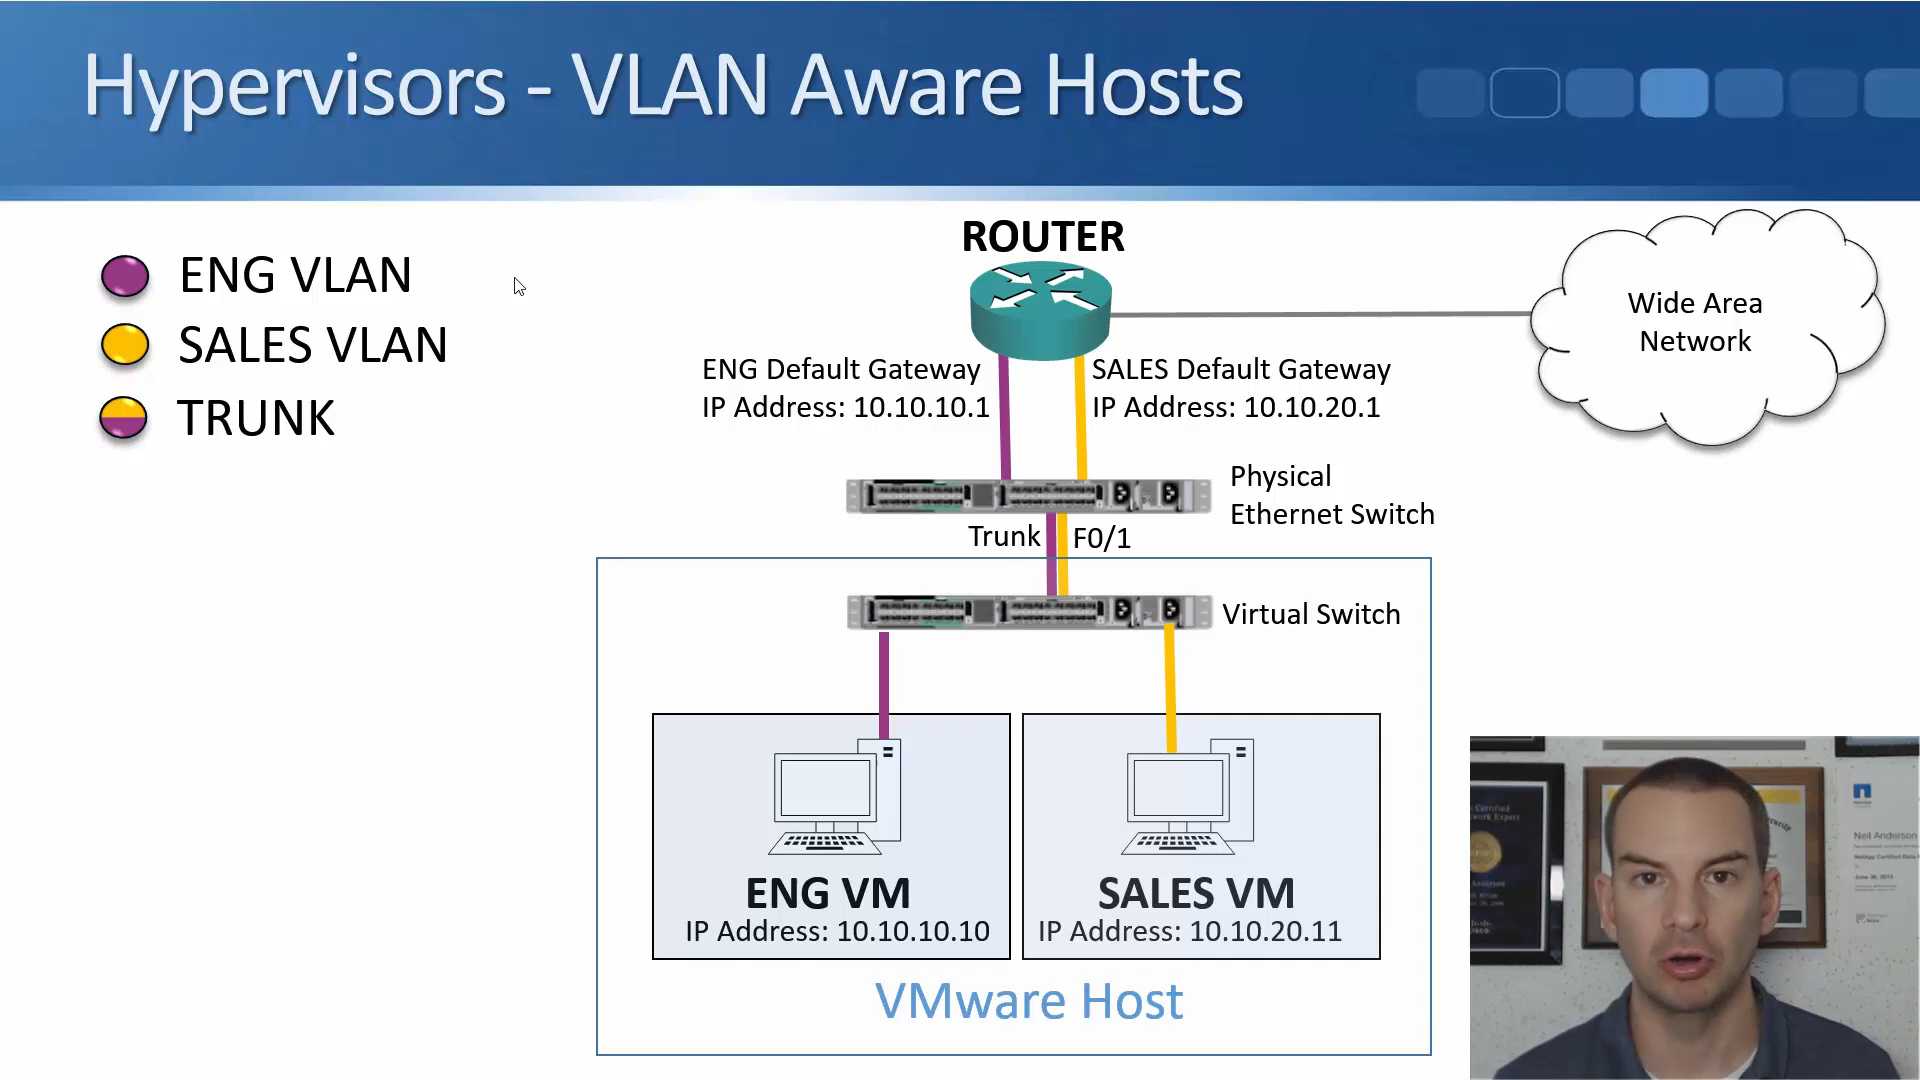 Hypervisors - VLAN Aware Hosts
ENG VLAN
SALES VLAN
TRUNK
ROUTER
Wide Area
Network
ENG Default Gateway
IP Address: 10.10.10.1
SALES Default Gateway
IP Address: 10.10.20.1
Physical
Ethernet Switch
Trunk
F0/1
Virtual Switch
ENG VM
IP Address: 10.10.10.10
SALES VM
IP Address: 10.10.20.11
VMware Host
Neil Anderson